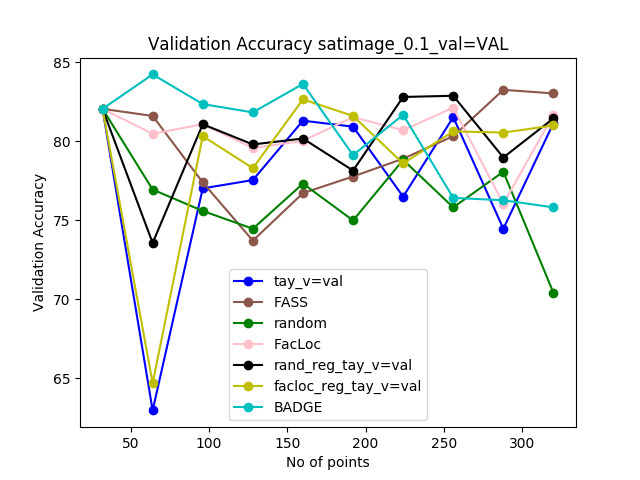 Validation Accuracy satimage_0.1_val=VAL
85
80
75
70
65
Validation Accuracy
50
100
150
200
250
300
No of points
tay_v=val
FASS
random
FacLoc
rand_reg_tay_v=val
facloc_reg_tay_v=val
BADGE